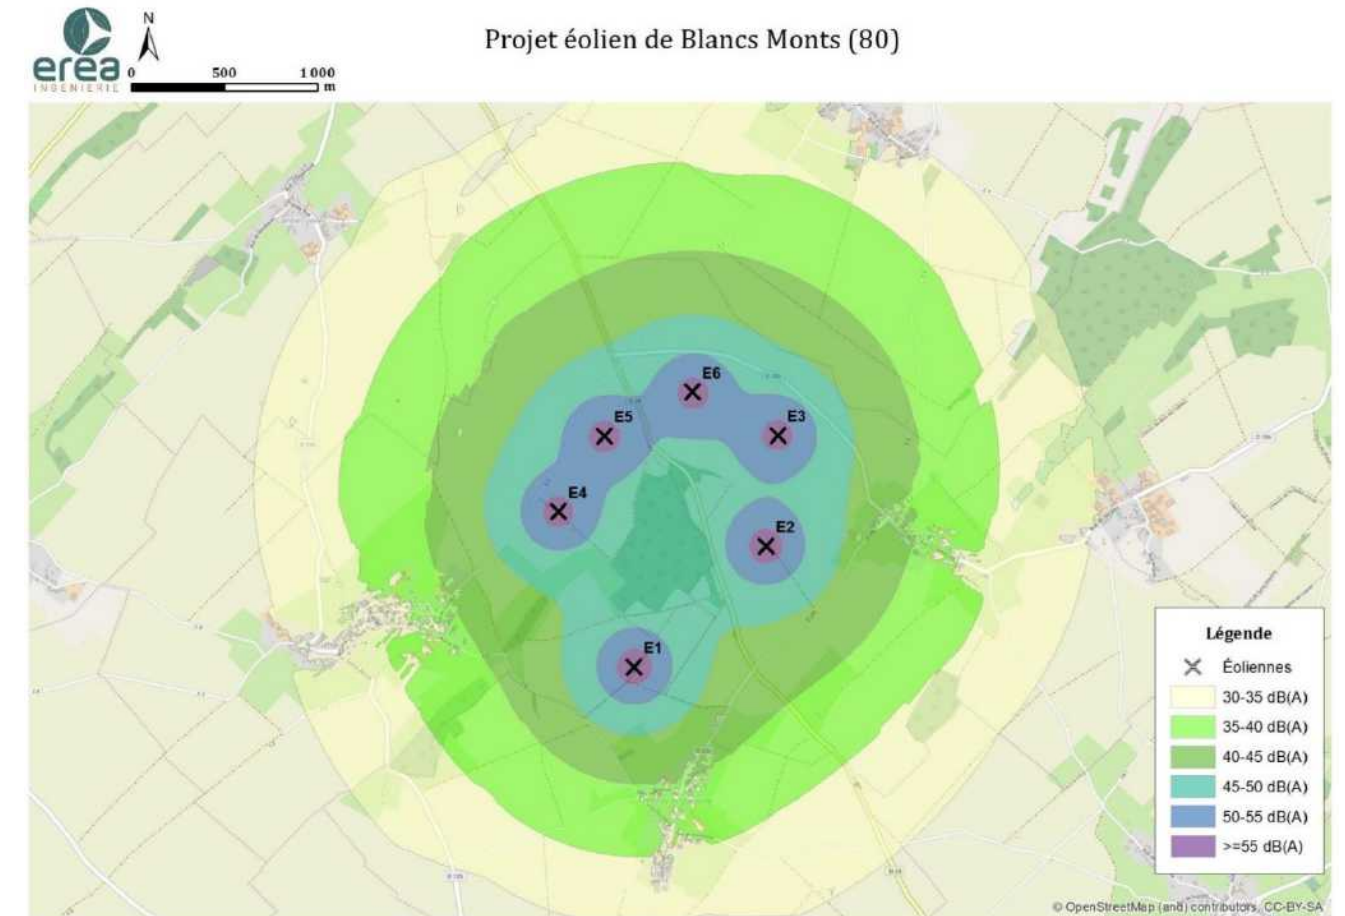 erea
INGENIERIE
N
0 500 1 000
m
Projet éolien de Blancs Monts (80)
E6
E5
E3
E4
E2
E1
Légende
Éoliennes
30-35 dB(A)
35-40 dB(A)
40-45 dB(A)
45-50 dB(A)
50-55 dB(A)
>=55 dB(A)
© OpenStreetMap (and) contributors, CC-BY-SA